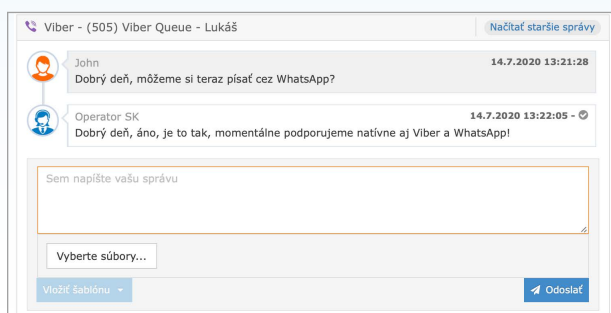 Viber - (505) Viber Queue - Lukáš
Načítať staršie správy
John
14.7.2020 13:21:28
Dobrý deň, môžeme si teraz písať cez WhatsApp?
Operator SK
14.7.2020 13:22:05 -
Dobrý deň, áno, je to tak, momentálne podporujeme natívne aj Viber a WhatsApp!
Sem napíšte vašu správu
Vyberte súbory...
Vložiť šablónu
Odoslať